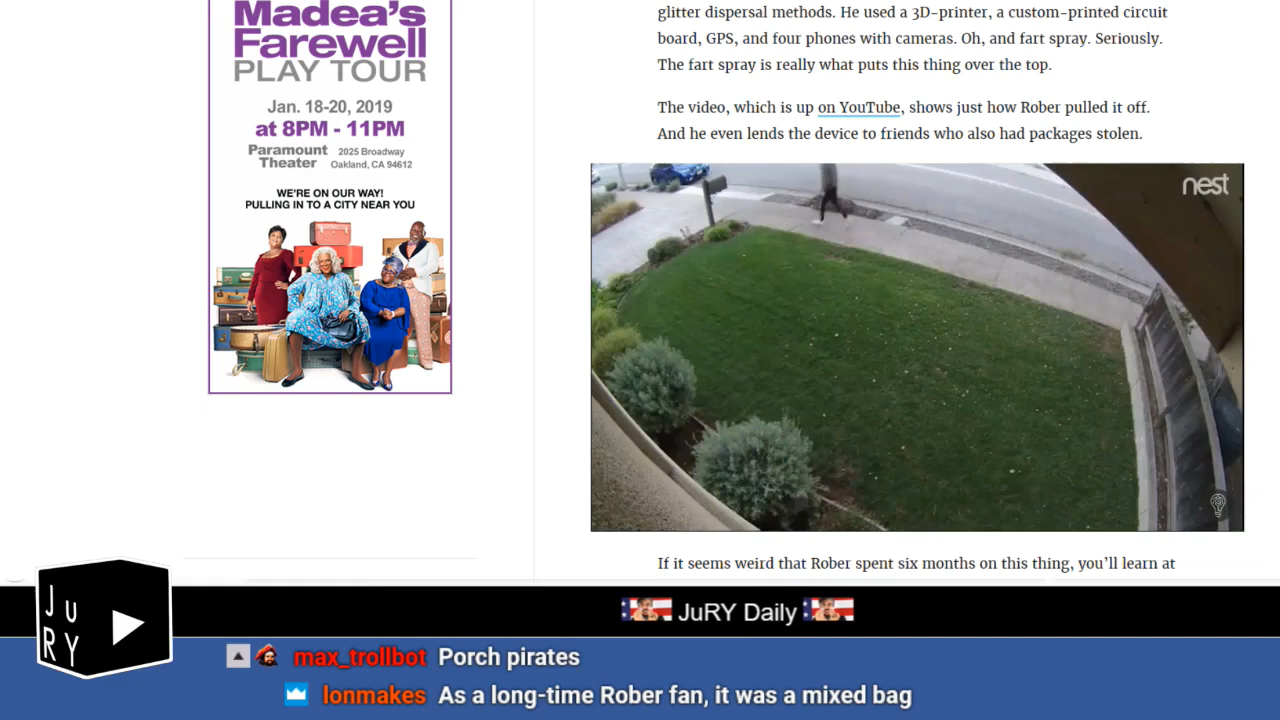 Madea's
Farewell
PLAY TOUR
Jan. 18-20, 2019
at 8PM - 11PM
Paramount Theater
2025 Broadway
Oakland, CA 94612
WE'RE ON OUR WAY!
PULLING IN TO A CITY NEAR YOU
glitter dispersal methods. He used a 3D-printer, a custom-printed circuit
board, GPS, and four phones with cameras. Oh, and fart spray. Seriously.
The fart spray is really what puts this thing over the top.
The video, which is up on YouTube, shows just how Rober pulled it off.
And he even lends the device to friends who also had packages stolen.
nest
If it seems weird that Rober spent six months on this thing, you'll learn at
JuRY
JuRY Daily
max_trollbot Porch pirates
lonmakes As a long-time Rober fan, it was a mixed bag